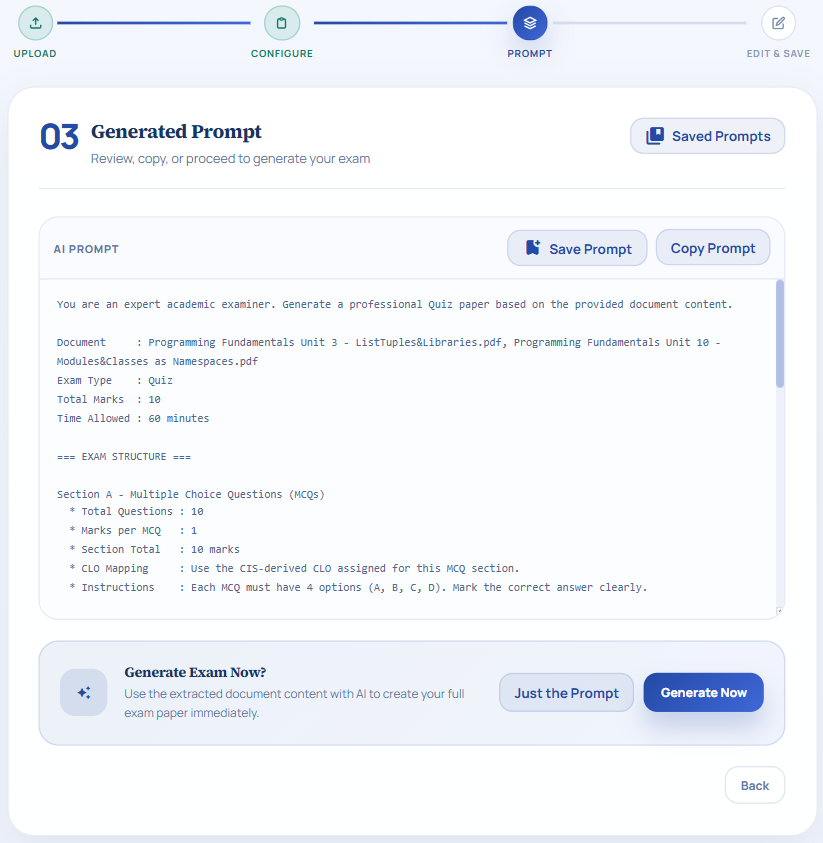 UPLOAD
CONFIGURE
PROMPT
EDIT & SAVE
03
Generated Prompt
Review, copy, or proceed to generate your exam
Saved Prompts
AI PROMPT
Save Prompt
Copy Prompt
You are an expert academic examiner. Generate a professional Quiz paper based on the provided document content.
Document     : Programming Fundamentals Unit 3 - ListTuples&Libraries.pdf, Programming Fundamentals Unit 10 -
Modules&Classes as Namespaces.pdf
Exam Type    : Quiz
Total Marks  : 10
Time Allowed : 60 minutes
=== EXAM STRUCTURE ===
Section A - Multiple Choice Questions (MCQs)
* Total Questions : 10
* Marks per MCQ   : 1
* Section Total   : 10 marks
* CLO Mapping     : Use the CIS-derived CLO assigned for this MCQ section.
* Instructions    : Each MCQ must have 4 options (A, B, C, D). Mark the correct answer clearly.
Generate Exam Now?
Use the extracted document content with AI to create your full
exam paper immediately.
Just the Prompt
Generate Now
Back